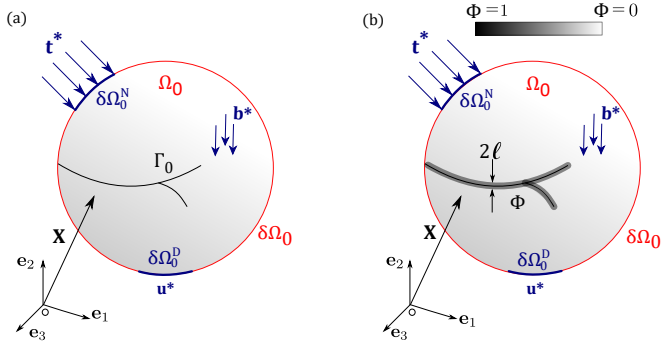 (a)
t*
δΩ₀ᴺ
Ω₀
b*
Γ₀
X
δΩ₀ᴰ
δΩ₀
u*
e₂
O
e₁
e₃
(b)
Φ=1
Φ=0
t*
δΩ₀ᴺ
Ω₀
b*
2ℓ
Φ
X
δΩ₀ᴰ
δΩ₀
u*
e₂
O
e₁
e₃